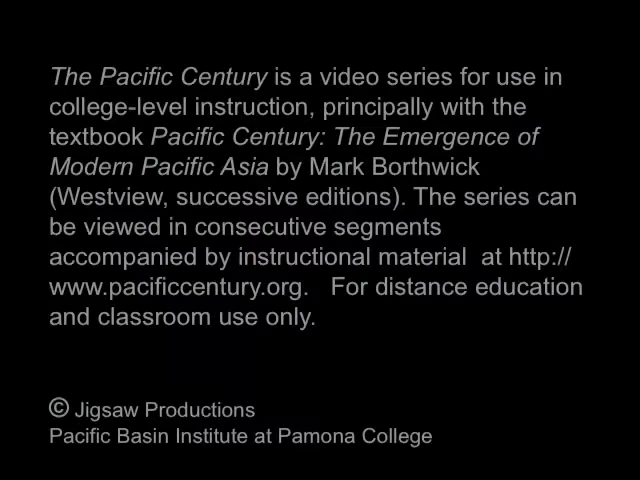 The Pacific Century is a video series for use in
college-level instruction, principally with the
textbook Pacific Century: The Emergence of
Modern Pacific Asia by Mark Borthwick
(Westview, successive editions). The series can
be viewed in consecutive segments
accompanied by instructional material  at http://
www.pacificcentury.org.   For distance education
and classroom use only.
© Jigsaw Productions
Pacific Basin Institute at Pamona College